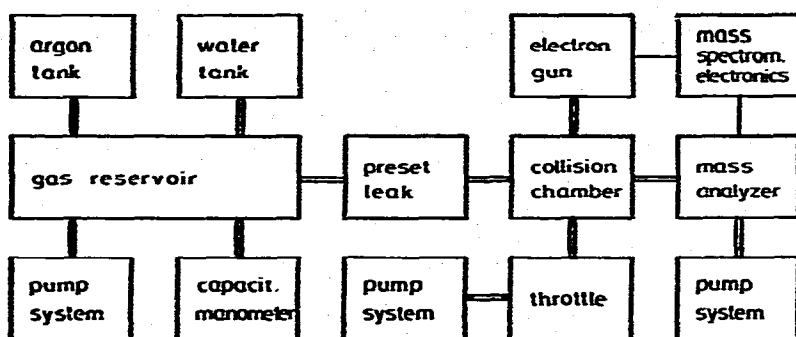 argon
tank
water
tank
electron
gun
mass
spectrom.
electronics
gas reservoir
preset
leak
collision
chamber
mass
analyzer
pump
system
capacit.
manometer
pump
system
throttle
pump
system